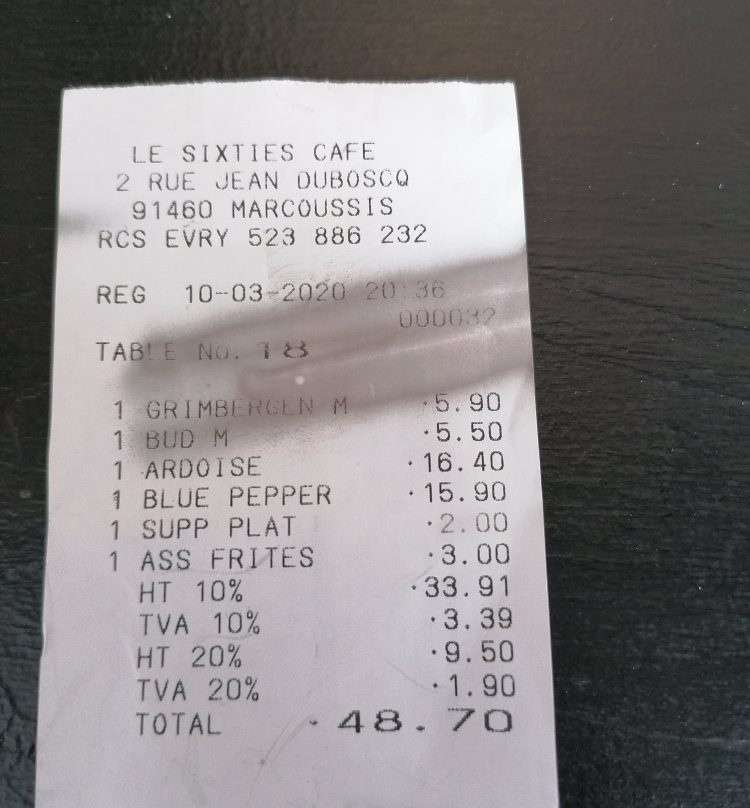 LE SIXTIES CAFE
2 RUE JEAN DUBOSCQ
91460 MARCOUSSIS
RCS EVRY 523 886 232
REG 10-03-2020 20:36
000032
TABLE No. 18
1 GRIMBERGEN M ·5.90
1 BUD M ·5.50
1 ARDOISE ·16.40
1 BLUE PEPPER ·15.90
1 SUPP PLAT ·2.00
1 ASS FRITES ·3.00
HT 10% ·33.91
TVA 10% ·3.39
HT 20% ·9.50
TVA 20% ·1.90
TOTAL ·48.70